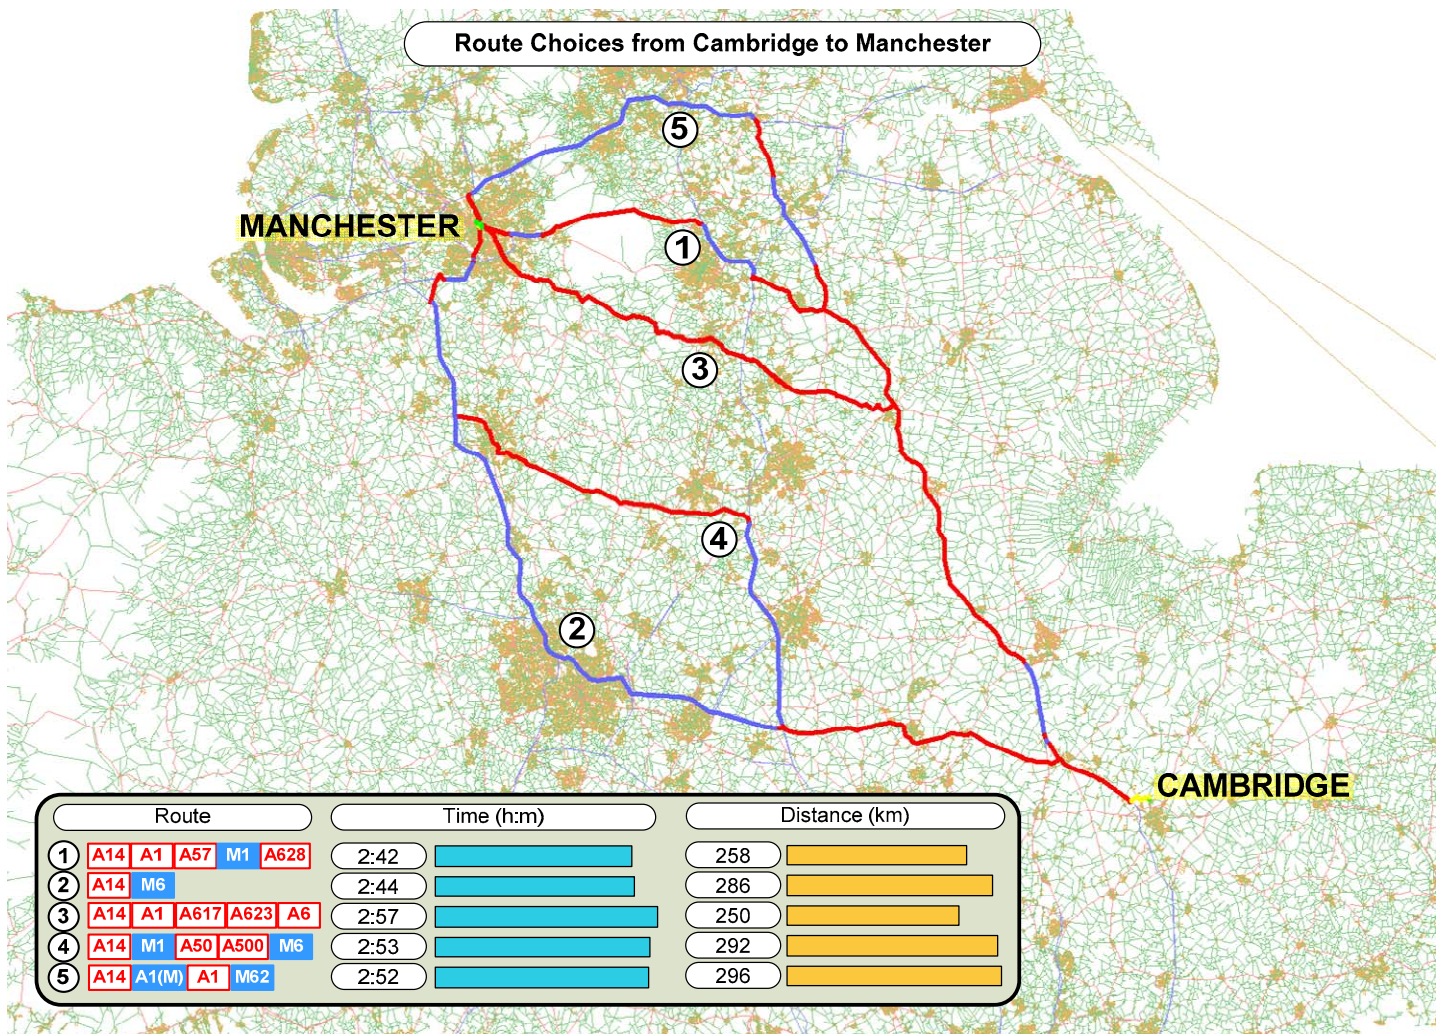 Route Choices from Cambridge to Manchester
5
MANCHESTER
1
3
4
2
CAMBRIDGE
Route Time (h:m) Distance (km)
1 A14 A1 A57 M1 A628 2:42 258
2 A14 M6 2:44 286
3 A14 A1 A617 A623 A6 2:57 250
4 A14 M1 A50 A500 M6 2:53 292
5 A14 A1(M) A1 M62 2:52 296